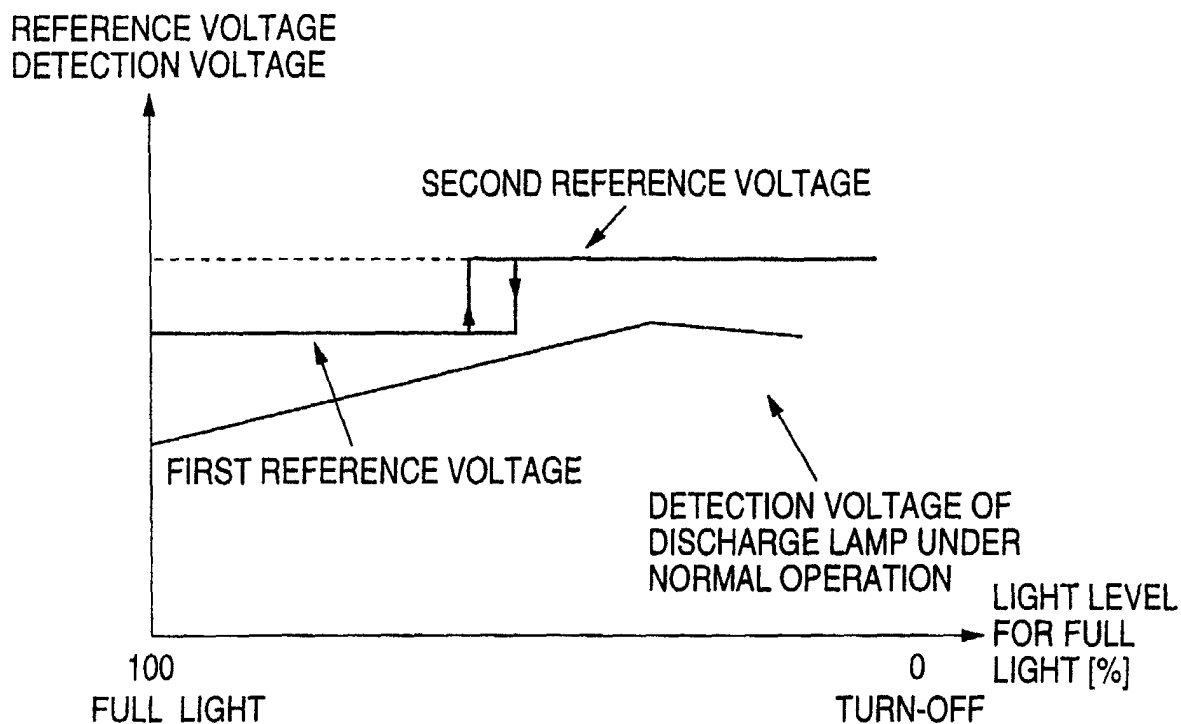 REFERENCE VOLTAGE
DETECTION VOLTAGE
SECOND REFERENCE VOLTAGE
FIRST REFERENCE VOLTAGE
DETECTION VOLTAGE OF
DISCHARGE LAMP UNDER
NORMAL OPERATION
LIGHT LEVEL
FOR FULL
LIGHT [%]
100
FULL LIGHT
0
TURN-OFF